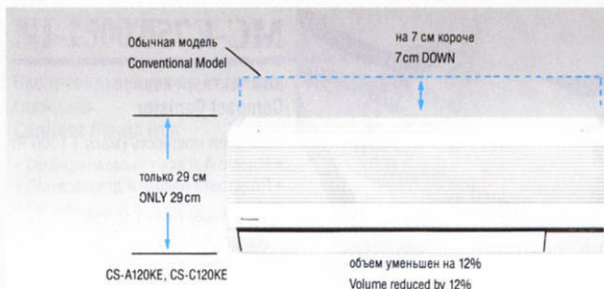 Обычная модель
Conventional Model
на 7 см короче
7cm DOWN
только 29 см
ONLY 29cm
CS-A120KE, CS-C120KE
объем уменьшен на 12%
Volume reduced by 12%